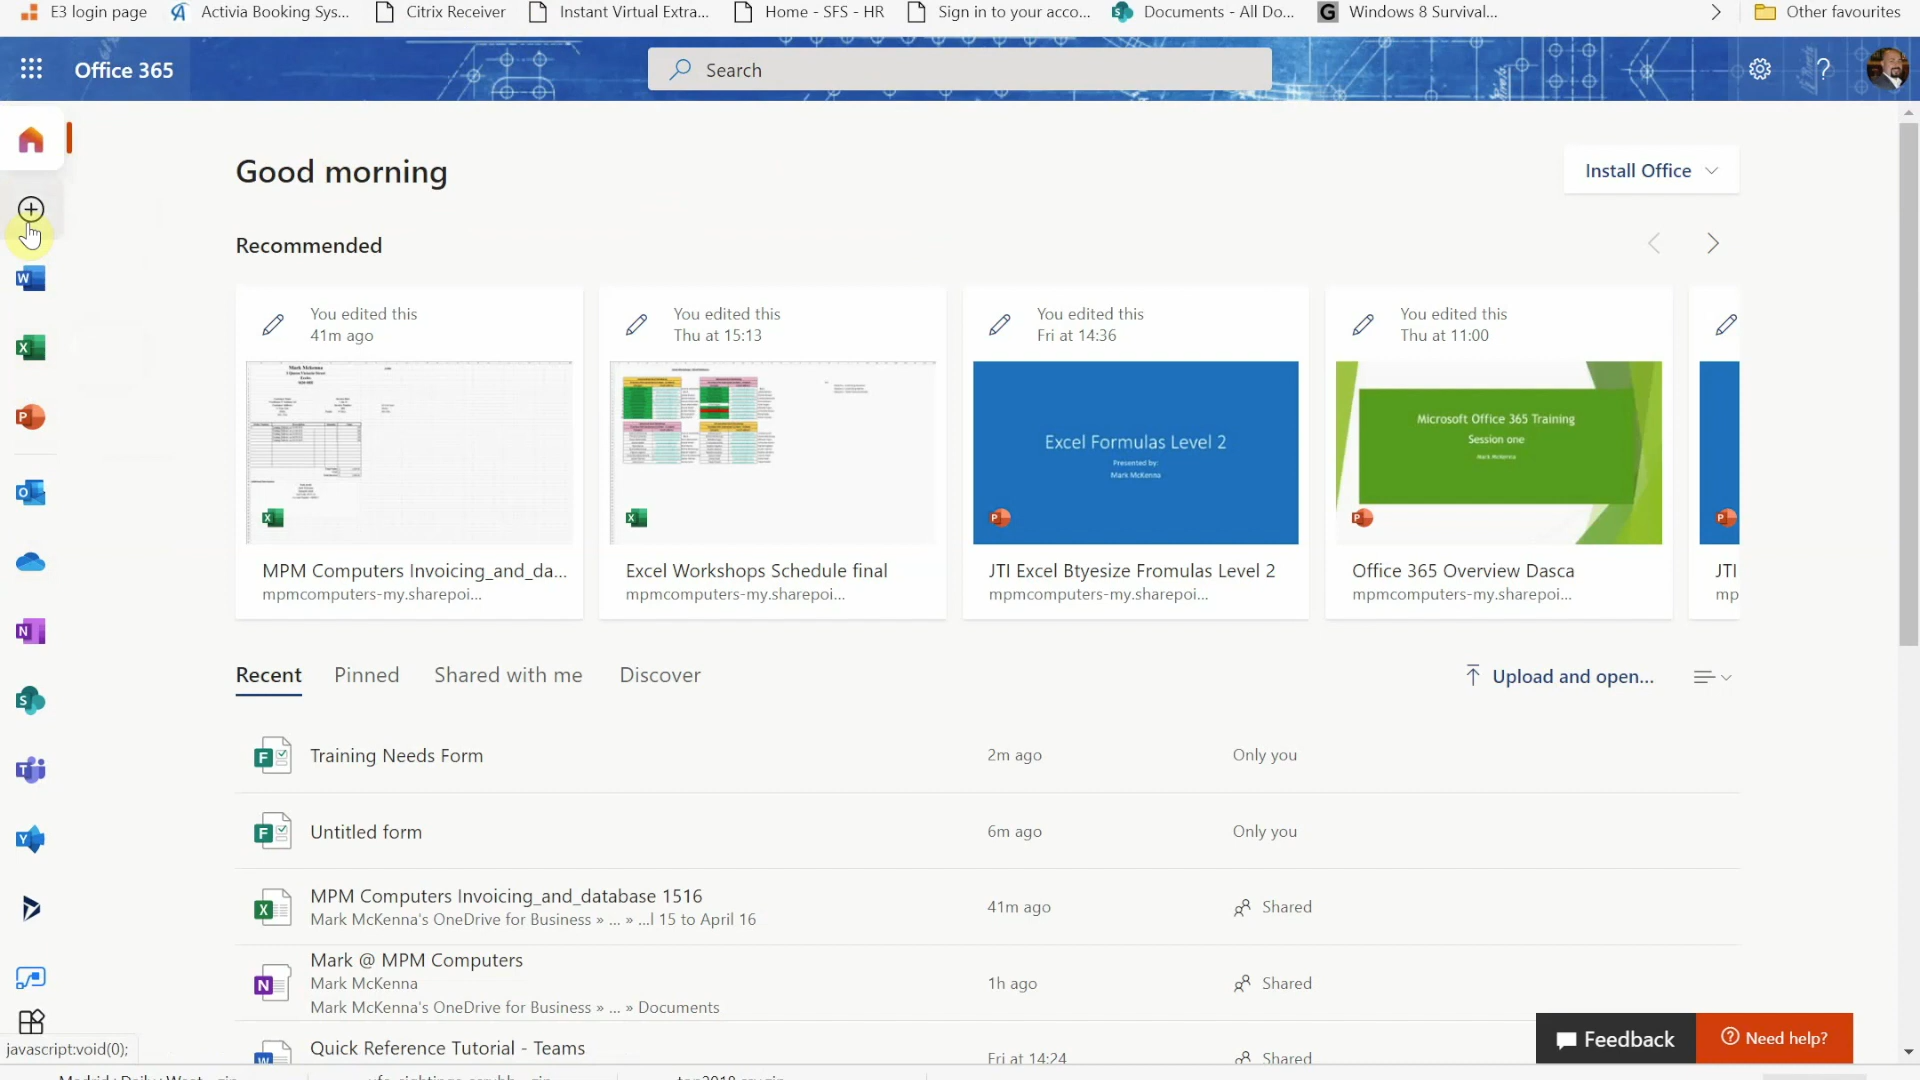 E3 login page
Activia Booking Sys...
Citrix Receiver
Instant Virtual Extra...
Home - SFS - HR
Sign in to your acco...
Documents - All Do...
Windows 8 Survival...
Other favourites
Office 365
Search
Good morning
Install Office
Recommended
You edited this
41m ago
MPM Computers Invoicing_and_da...
mpmcomputers-my.sharepoi...
You edited this
Thu at 15:13
Excel Workshops Schedule final
mpmcomputers-my.sharepoi...
You edited this
Fri at 14:36
Excel Formulas Level 2
Presented by:
Mark McKenna
JTI Excel Btyesize Fromulas Level 2
mpmcomputers-my.sharepoi...
You edited this
Thu at 11:00
Microsoft Office 365 Training
Session one
Mark McKenna
Office 365 Overview Dasca
mpmcomputers-my.sharepoi...
JTI
mp
Recent Pinned Shared with me Discover
Upload and open...
Training Needs Form 2m ago Only you
Untitled form 6m ago Only you
MPM Computers Invoicing_and_database 1516
Mark McKenna's OneDrive for Business » ... » ...l 15 to April 16
41m ago Shared
Mark @ MPM Computers
Mark McKenna
Mark McKenna's OneDrive for Business » ... » Documents
1h ago Shared
Quick Reference Tutorial - Teams
Fri at 14:24 Shared
Feedback
Need help?
javascript:void(0);